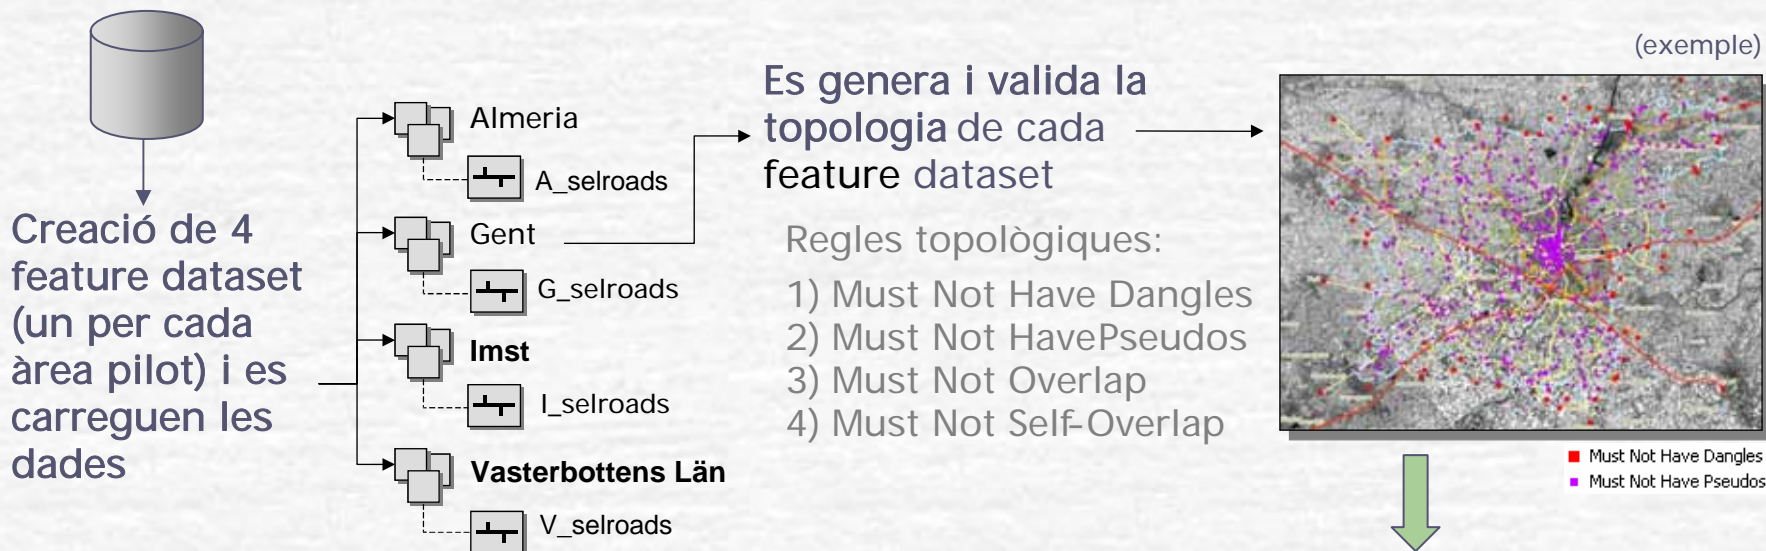 (exemple)
Creació de 4
feature dataset
(un per cada
àrea pilot) i es
carreguen les
dades
Almeria
A_selroads
Gent
G_selroads
Imst
I_selroads
Vasterbottens Län
V_selroads
Es genera i valida la
topologia de cada
feature dataset
Regles topològiques:
1) Must Not Have Dangles
2) Must Not HavePseudos
3) Must Not Overlap
4) Must Not Self-Overlap
Must Not Have Dangles
Must Not Have Pseudos